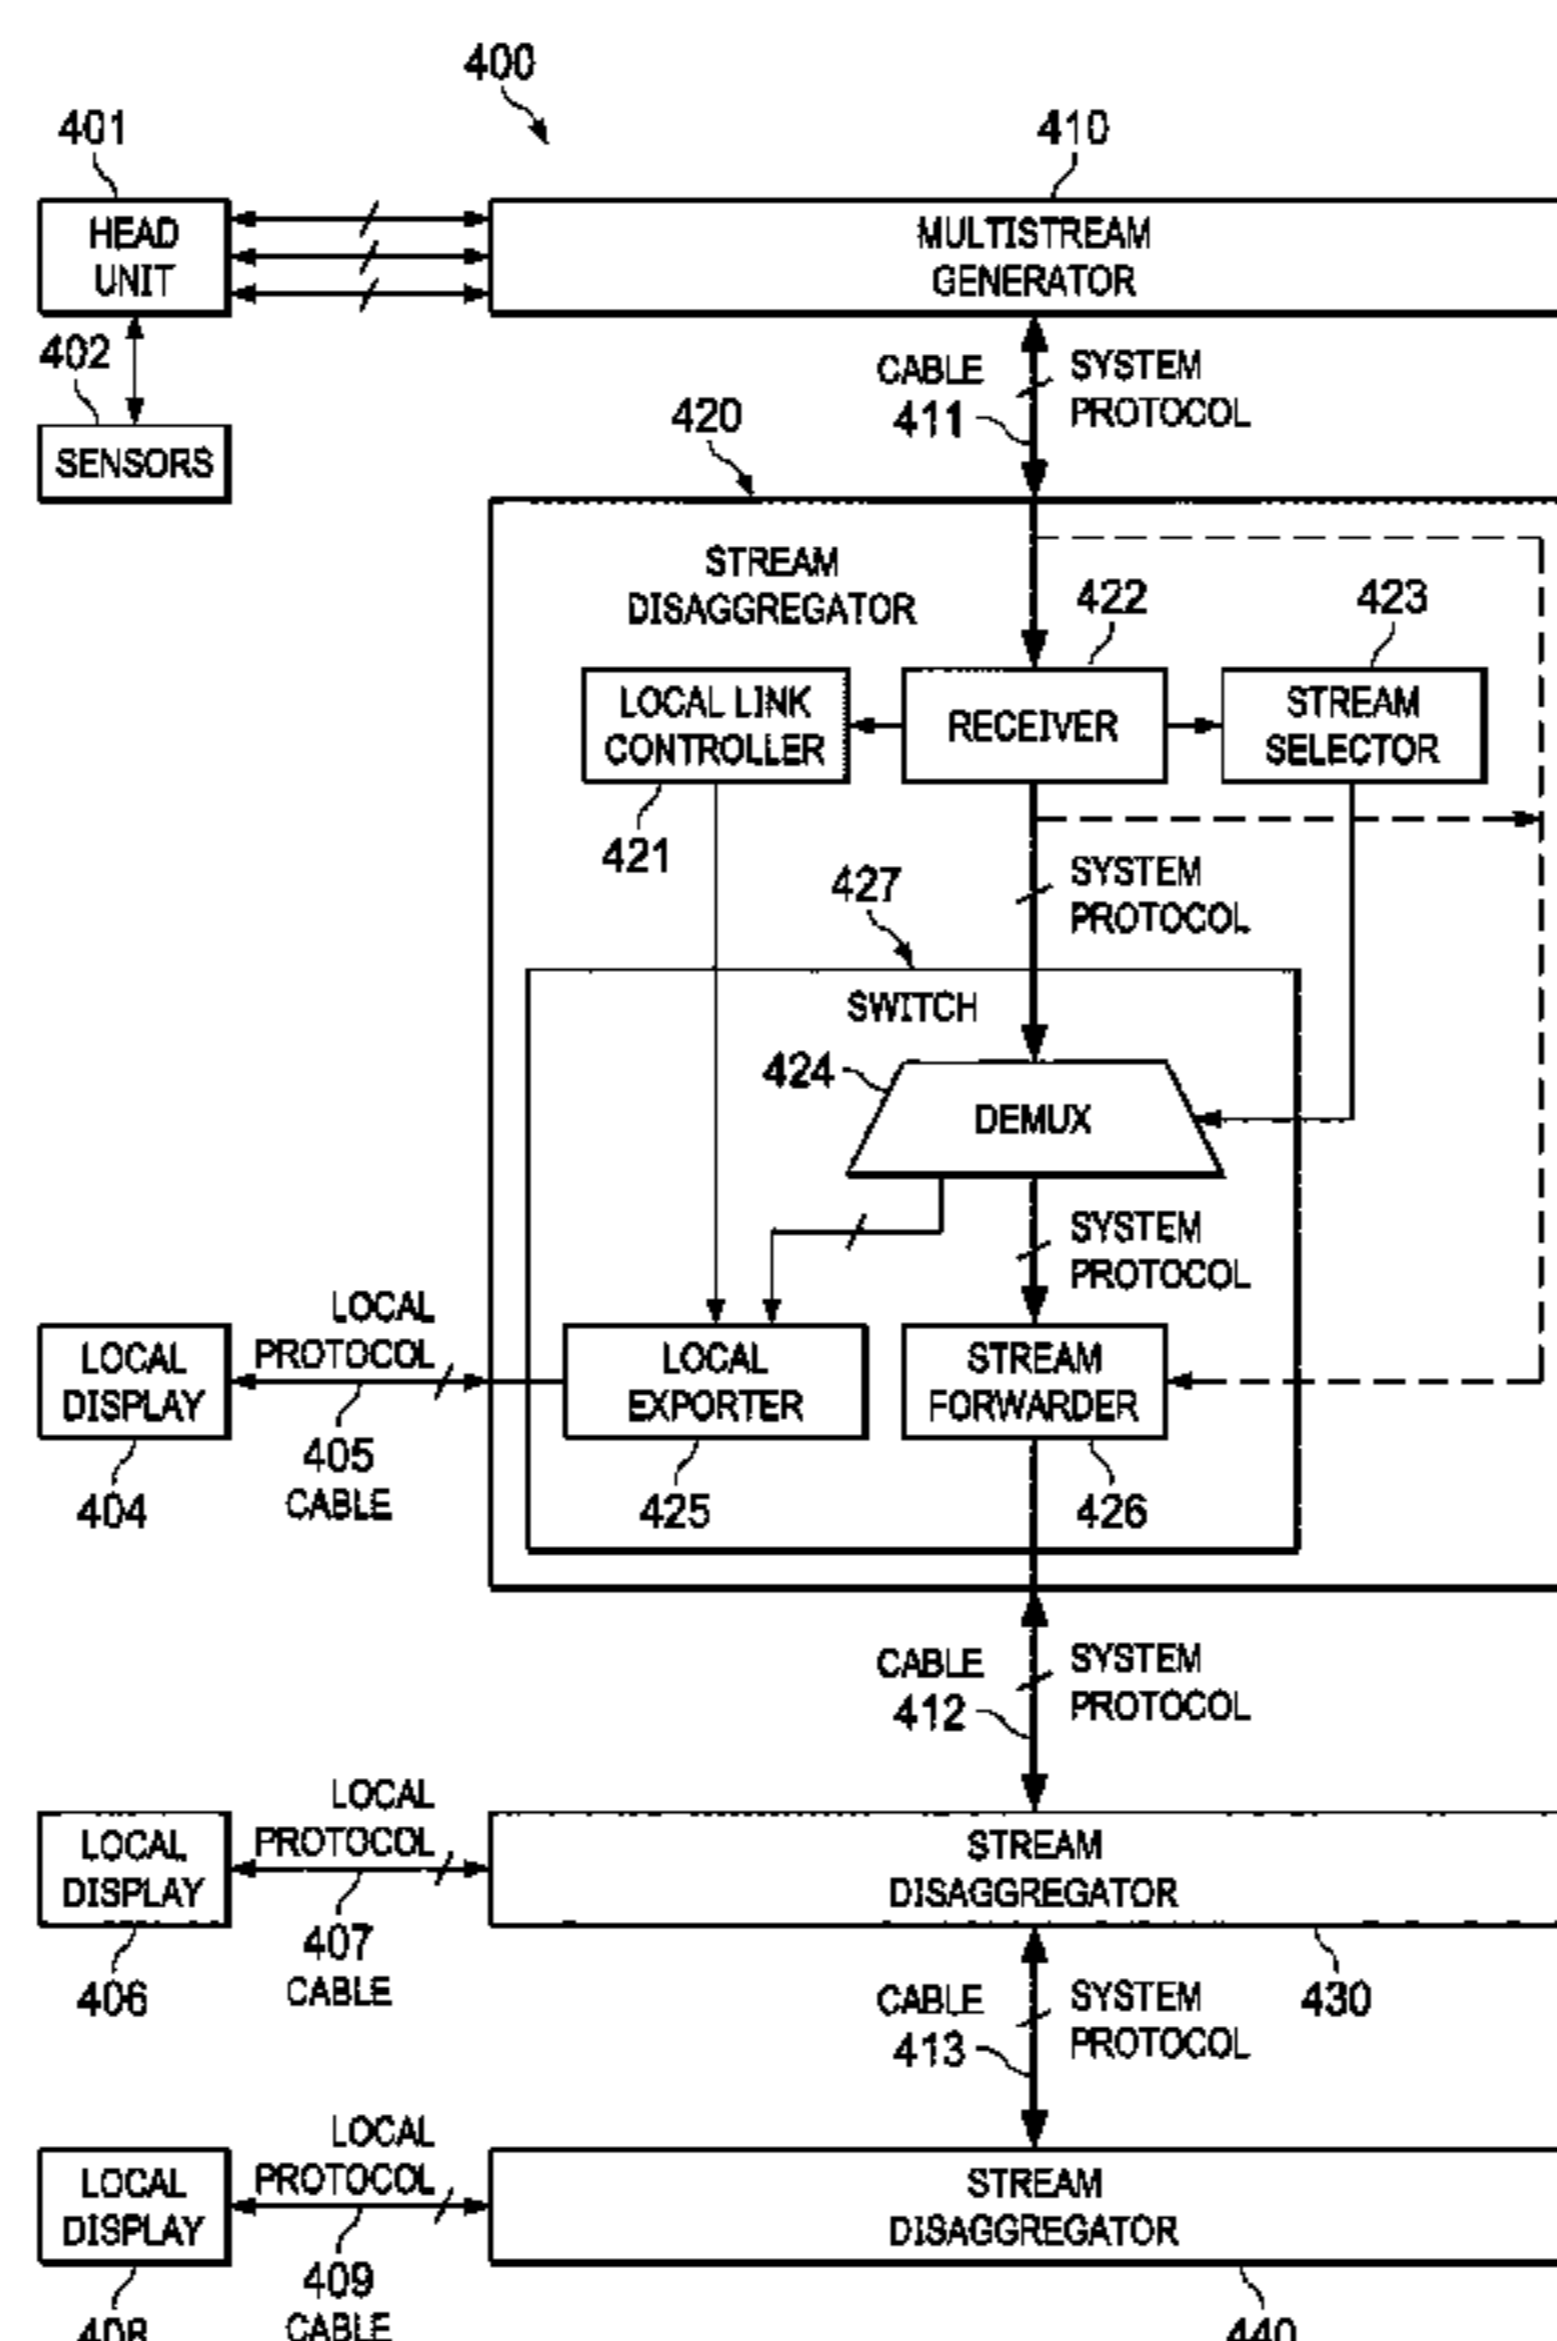 400
401
410
HEAD
UNIT
MULTISTREAM
GENERATOR
402
SENSORS
CABLE
411
SYSTEM
PROTOCOL
420
STREAM
DISAGGREGATOR
422
423
LOCAL LINK
CONTROLLER
RECEIVER
STREAM
SELECTOR
421
427
SYSTEM
PROTOCOL
SWITCH
424
DEMUX
SYSTEM
PROTOCOL
LOCAL
DISPLAY
LOCAL
PROTOCOL
LOCAL
EXPORTER
STREAM
FORWARDER
404
405
CABLE
425
426
CABLE
412
SYSTEM
PROTOCOL
LOCAL
DISPLAY
LOCAL
PROTOCOL
STREAM
DISAGGREGATOR
406
407
CABLE
430
CABLE
413
SYSTEM
PROTOCOL
LOCAL
DISPLAY
LOCAL
PROTOCOL
STREAM
DISAGGREGATOR
408
409
CABLE
440